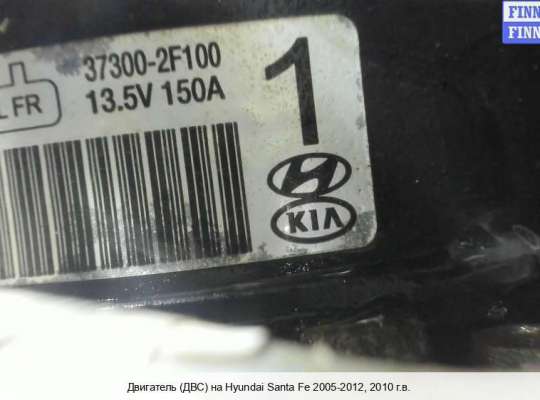 FINN
FINN
37300-2F100
L FR
13.5V 150A
1
KIA
Двигатель (ДВС) на Hyundai Santa Fe 2005-2012, 2010 г.в.